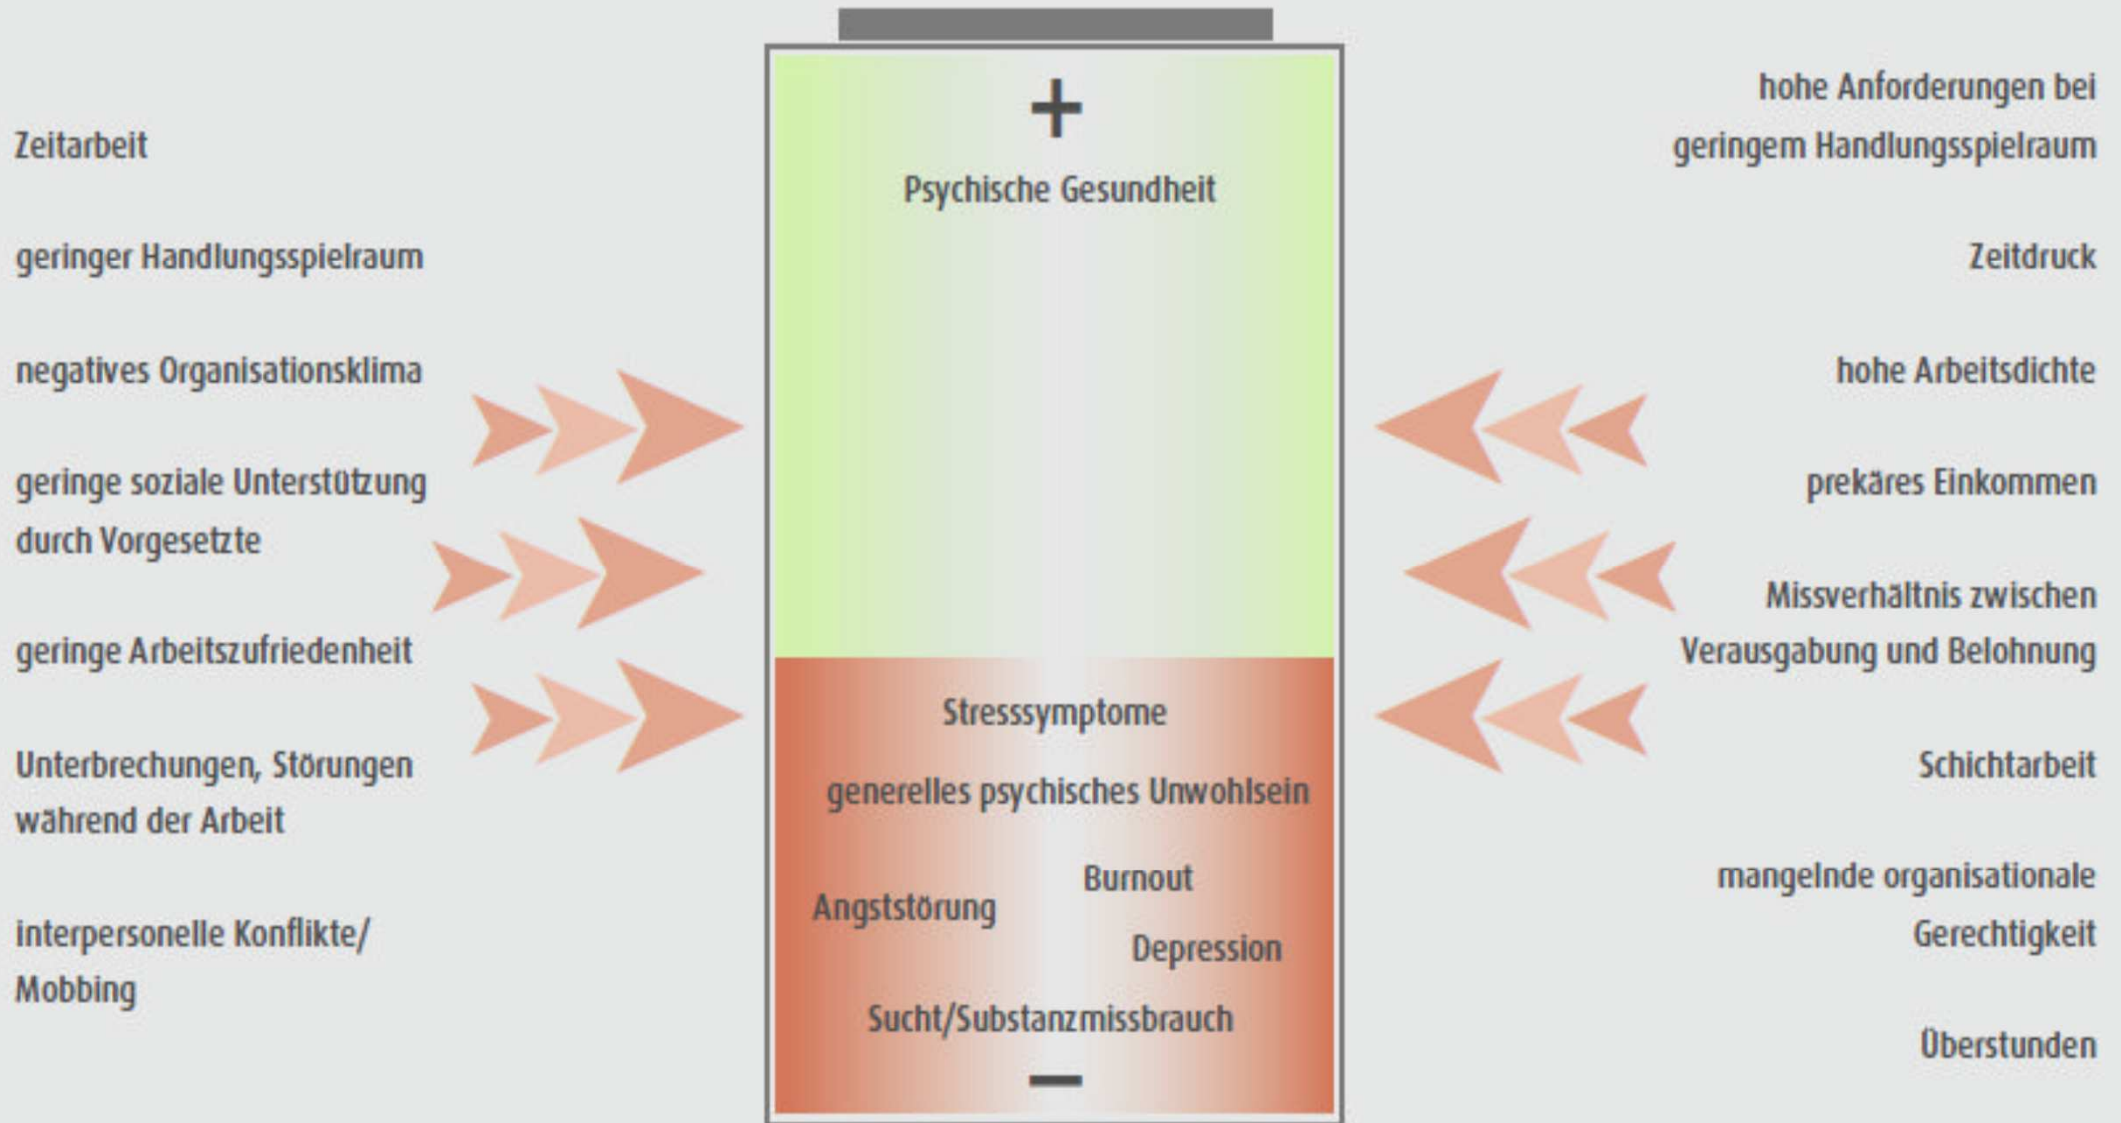 Zeitarbeit
geringer Handlungsspielraum
negatives Organisationsklima
geringe soziale Unterstützung
durch Vorgesetzte
geringe Arbeitszufriedenheit
Unterbrechungen, Störungen
während der Arbeit
interpersonelle Konflikte/
Mobbing
+
Psychische Gesundheit
Stresssymptome
generelles psychisches Unwohlsein
Burnout
Angststörung
Depression
Sucht/Substanzmissbrauch
–
hohe Anforderungen bei
geringem Handlungsspielraum
Zeitdruck
hohe Arbeitsdichte
prekäres Einkommen
Missverhältnis zwischen
Verausgabung und Belohnung
Schichtarbeit
mangelnde organisationale
Gerechtigkeit
Überstunden